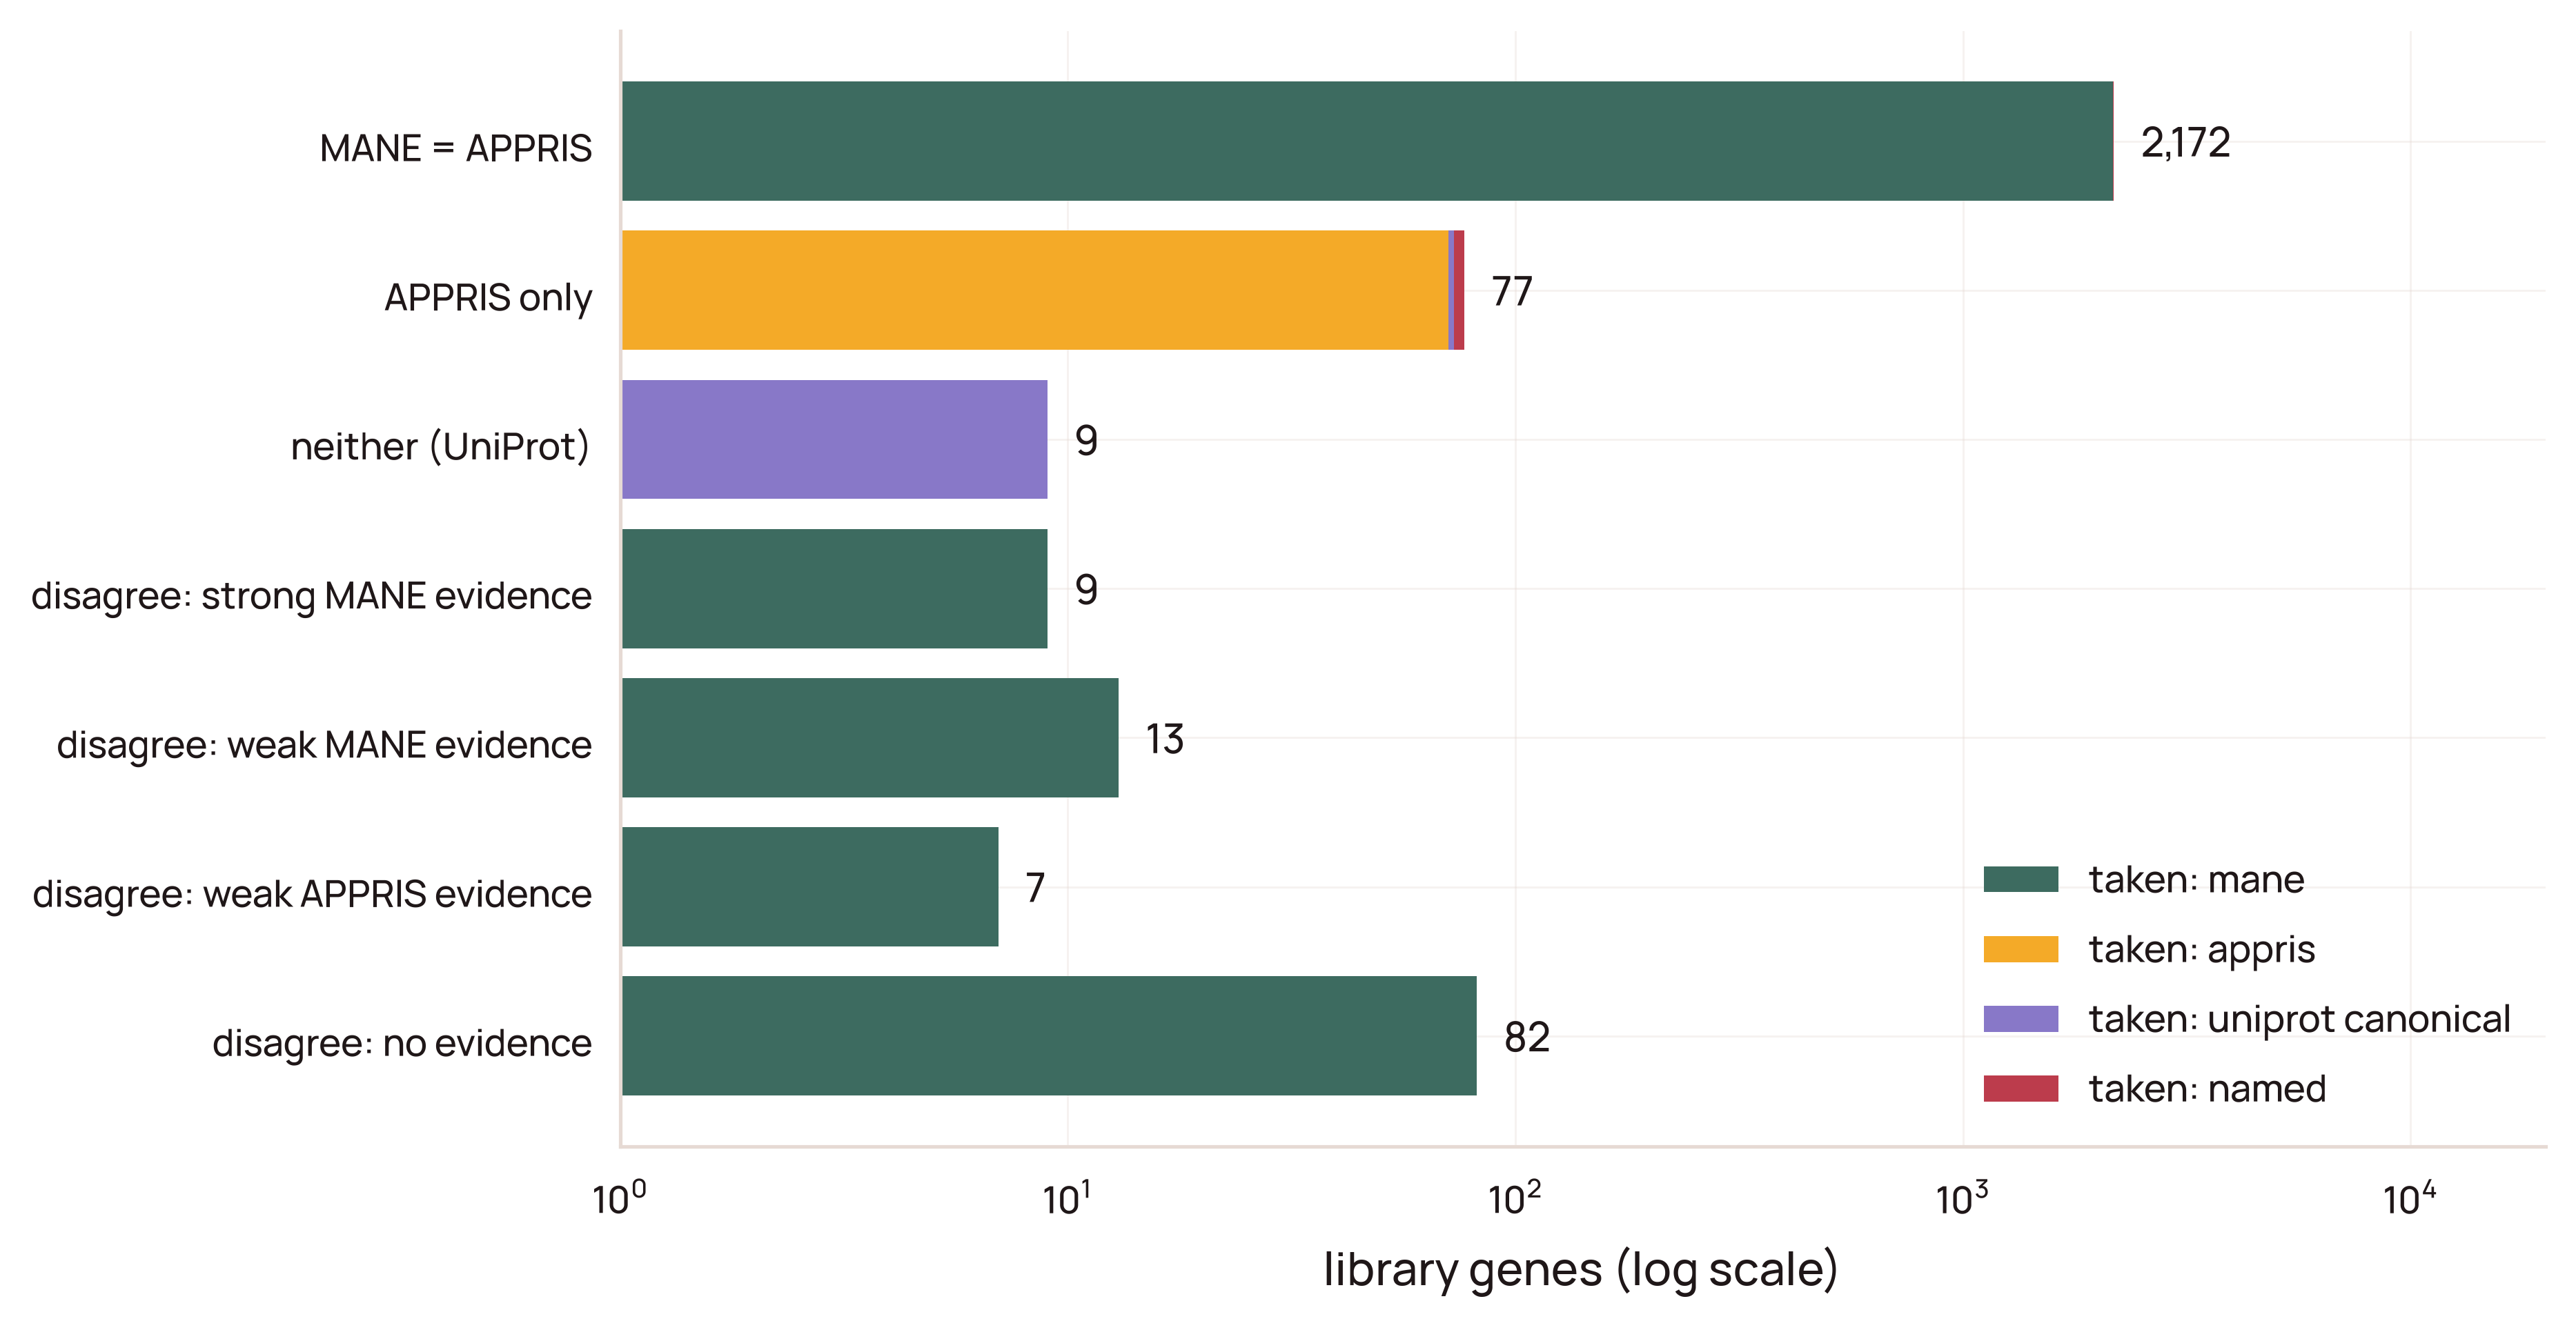 MANE = APPRIS
2,172
APPRIS only
77
neither (UniProt)
9
disagree: strong MANE evidence
9
disagree: weak MANE evidence
13
disagree: weak APPRIS evidence
7
disagree: no evidence
82
taken: mane
taken: appris
taken: uniprot canonical
taken: named
10⁰ 10¹ 10² 10³ 10⁴
library genes (log scale)